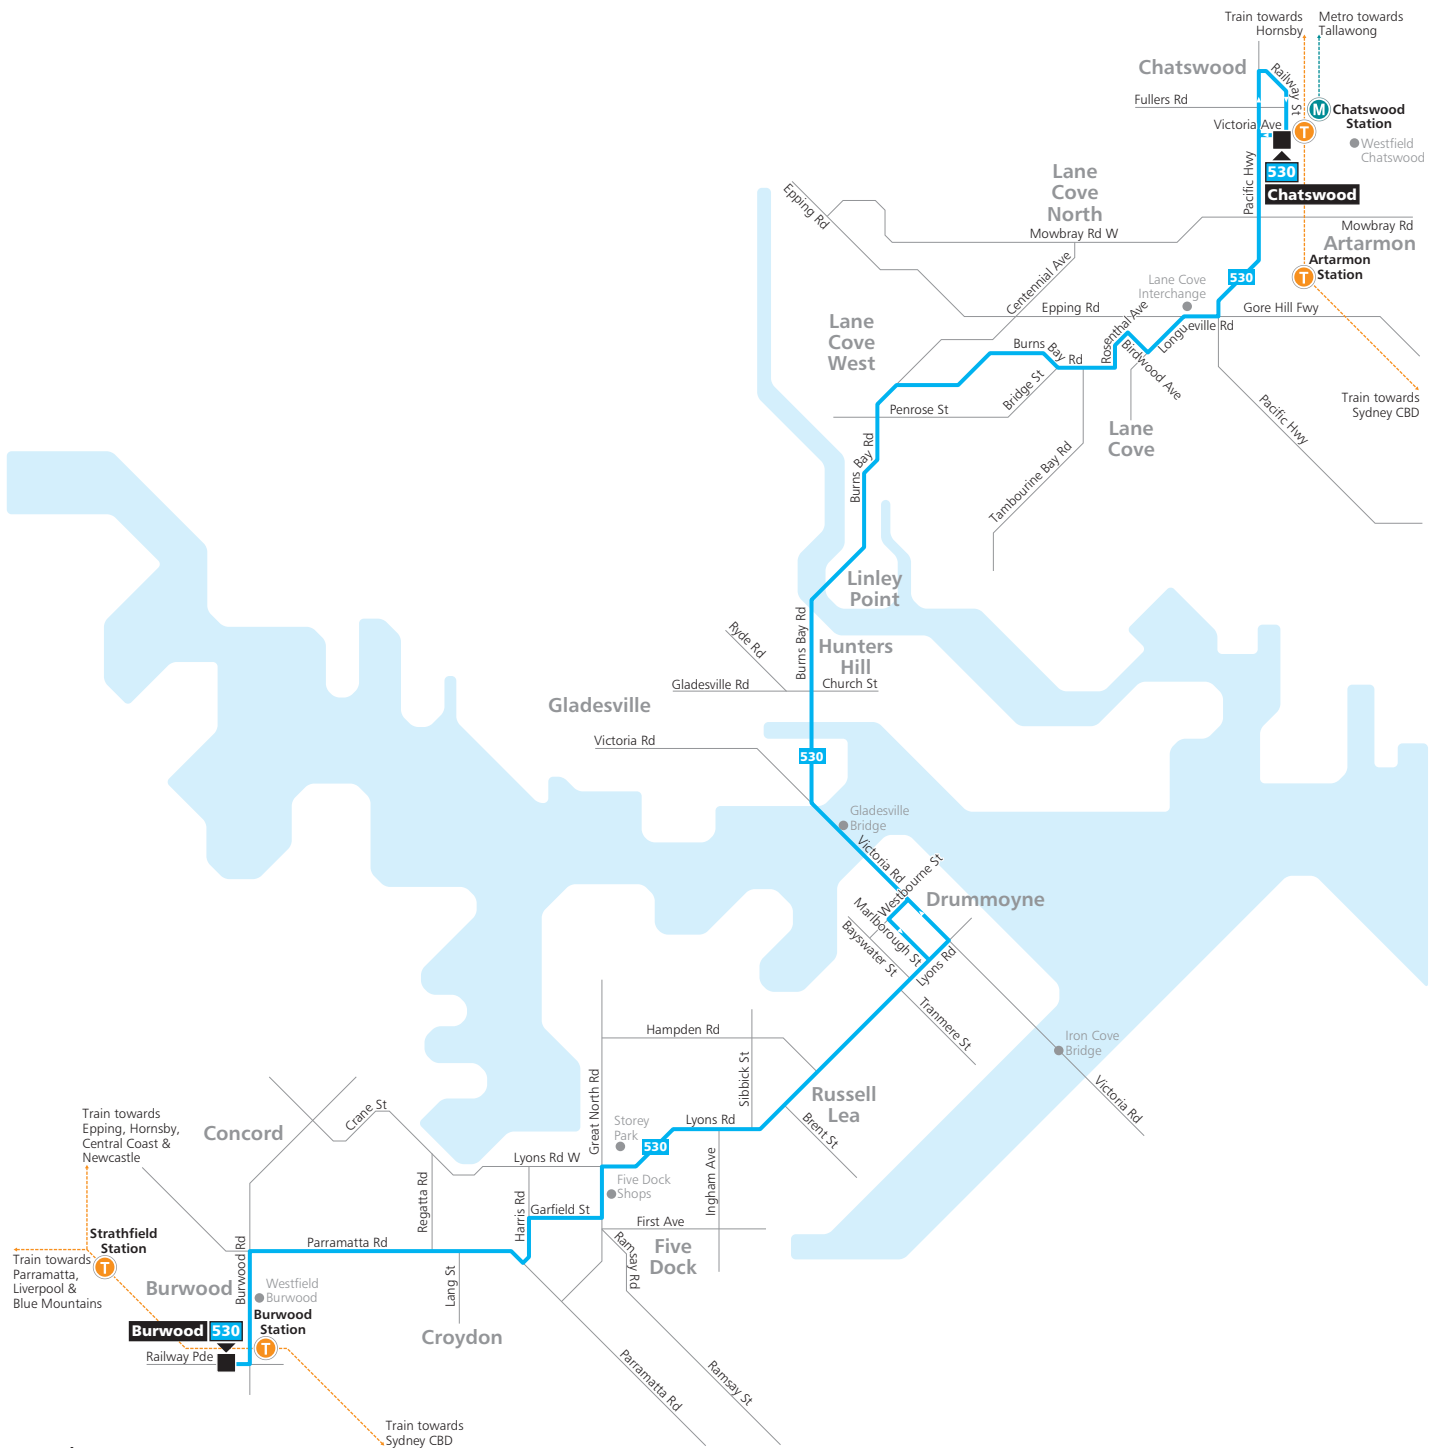 Train towards
Hornsby
Metro towards
Tallawong
Chatswood
Railway St
Fullers Rd
M
Chatswood
Station
Victoria Ave
T
Westfield
Chatswood
530
Chatswood
Pacific Hwy
Lane
Cove
North
Epping Rd
Mowbray Rd W
Mowbray Rd
Artarmon
Artarmon
Station
T
Centennial Ave
530
Lane Cove
Interchange
Epping Rd
Gore Hill Fwy
Lane
Cove
West
Rosenthal Ave
Longueville Rd
Burns Bay Rd
Birdwood Ave
Bridge St
Penrose St
Pacific Hwy
Train towards
Sydney CBD
Lane
Cove
Burns Bay Rd
Tambourine Bay Rd
Linley
Point
Burns Bay Rd
Ryde Rd
Hunters
Hill
Gladesville Rd
Church St
Gladesville
Victoria Rd
530
Gladesville
Bridge
Victoria Rd
Westbourne St
Drummoyne
Marlborough St
Bayswater St
Lyons Rd
Tranmere St
Hampden Rd
Iron Cove
Bridge
Sibbick St
Great North Rd
Russell
Lea
Victoria Rd
Train towards
Epping, Hornsby,
Central Coast &
Newcastle
Concord
Crane St
Storey
Park
530
Lyons Rd
Brent St
Lyons Rd W
Ingham Ave
Regatta Rd
Harris Rd
Garfield St
Five Dock
Shops
First Ave
Ramsay Rd
Five
Dock
Strathfield
Station
T
Train towards
Parramatta,
Liverpool &
Blue Mountains
Burwood Rd
Parramatta Rd
Burwood
Westfield
Burwood
Lang St
Burwood
Station
Burwood 530
T
Croydon
Railway Pde
Parramatta Rd
Ramsay St
Train towards
Sydney CBD